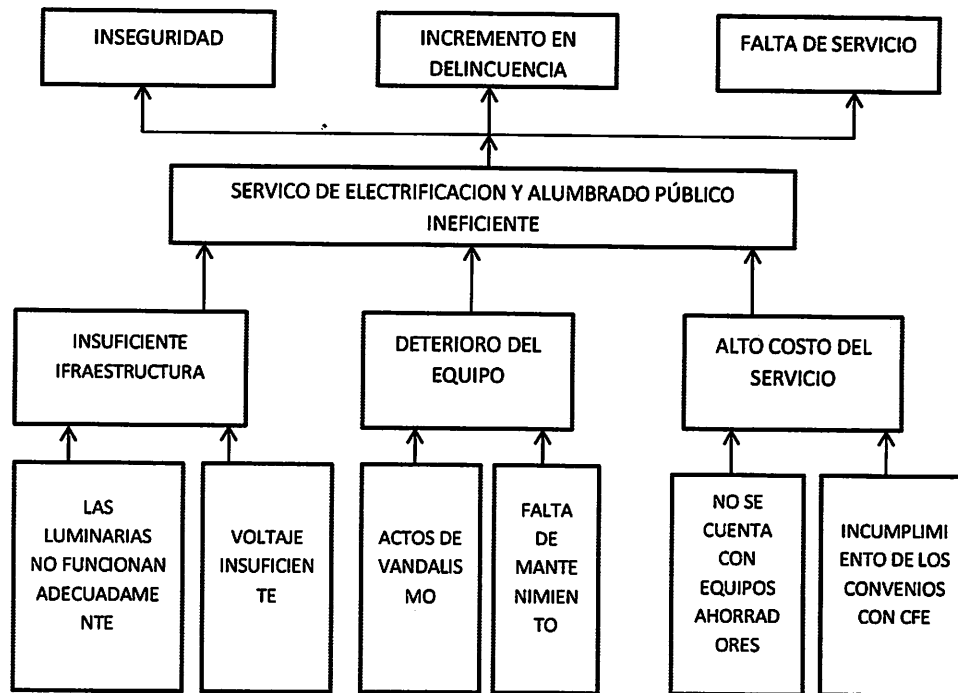 INSEGURIDAD
INCREMENTO EN
DELINCUENCIA
FALTA DE SERVICIO
SERVICO DE ELECTRIFICACION Y ALUMBRADO PÚBLICO
INEFICIENTE
INSUFICIENTE
IFRAESTRUCTURA
DETERIORO DEL
EQUIPO
ALTO COSTO DEL
SERVICIO
LAS
LUMINARIAS
NO FUNCIONAN
ADECUADAME
NTE
VOLTAJE
INSUFICIEN
TE
ACTOS DE
VANDALIS
MO
FALTA
DE
MANTE
NIMIEN
TO
NO SE
CUENTA
CON
EQUIPOS
AHORRAD
ORES
INCUMPLIMI
ENTO DE LOS
CONVENIOS
CON CFE